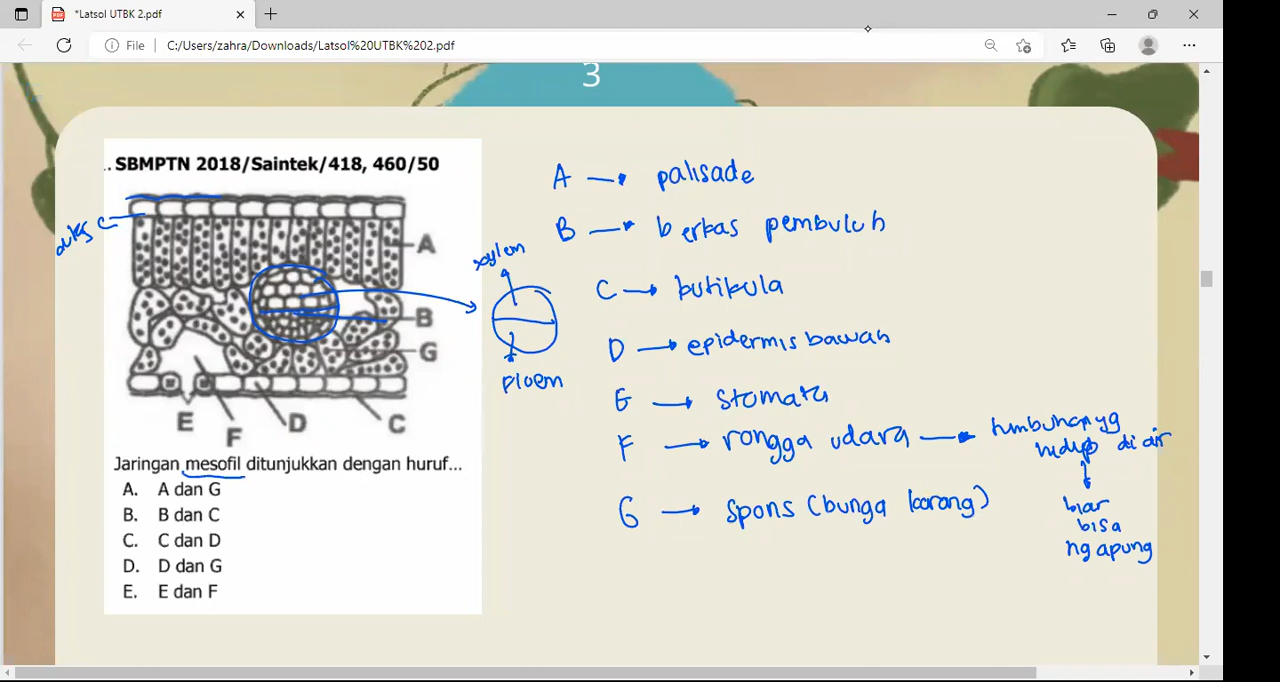 *Latsol UTBK 2.pdf
File
C:/Users/zahra/Downloads/Latsol%20UTBK%202.pdf
3
. SBMPTN 2018/Saintek/418, 460/50
A
B
G
E
F
D
C
xylem
ploem
Jaringan mesofil ditunjukkan dengan huruf...
A. A dan G
B. B dan C
C. C dan D
D. D dan G
E. E dan F
A → palisade
B → berkas pembuluh
C → kutikula
D → epidermis bawah
E → stomata
F → rongga udara → tumbuhan yg
hidup di air
biar
bisa
ngapung
G → spons (bunga karang)